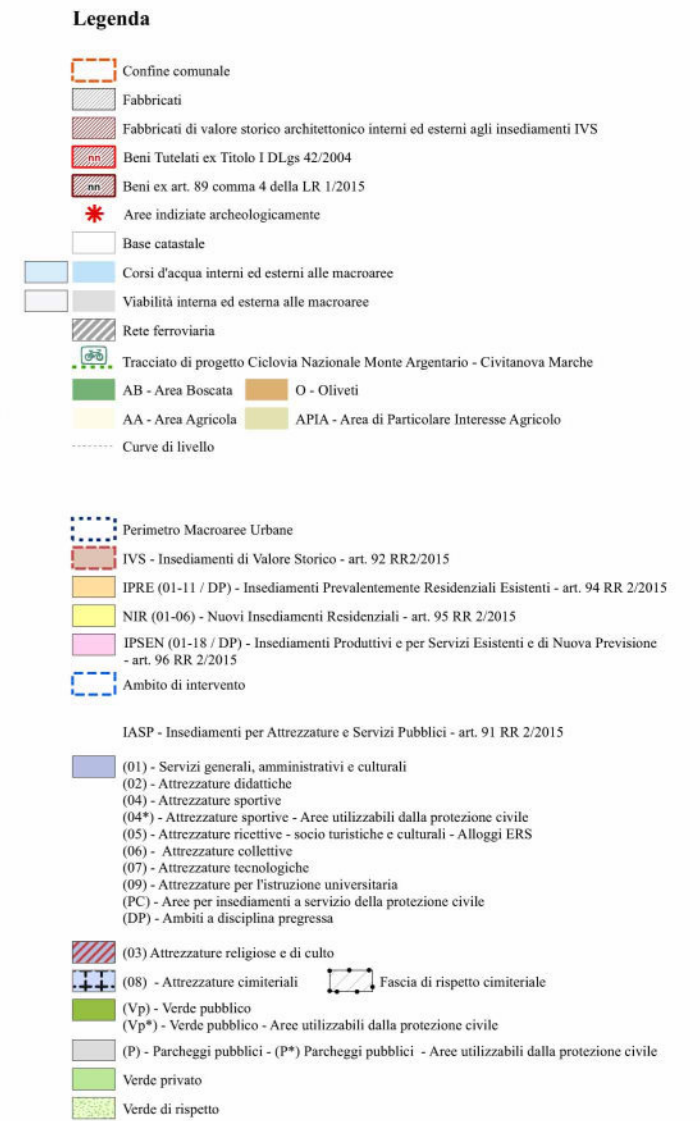 Legenda
Confine comunale
Fabbricati
Fabbricati di valore storico architettonico interni ed esterni agli insediamenti IVS
nn Beni Tutelati ex Titolo I DLgs 42/2004
nn Beni ex art. 89 comma 4 della LR 1/2015
Aree indiziate archeologicamente
Base catastale
Corsi d'acqua interni ed esterni alle macroaree
Viabilità interna ed esterna alle macroaree
Rete ferroviaria
Tracciato di progetto Ciclovia Nazionale Monte Argentario - Civitanova Marche
AB - Area Boscata O - Oliveti
AA - Area Agricola APIA - Area di Particolare Interesse Agricolo
Curve di livello
Perimetro Macroaree Urbane
IVS - Insediamenti di Valore Storico - art. 92 RR2/2015
IPRE (01-11 / DP) - Insediamenti Prevalentemente Residenziali Esistenti - art. 94 RR 2/2015
NIR (01-06) - Nuovi Insediamenti Residenziali - art. 95 RR 2/2015
IPSEN (01-18 / DP) - Insediamenti Produttivi e per Servizi Esistenti e di Nuova Previsione
- art. 96 RR 2/2015
Ambito di intervento
IASP - Insediamenti per Attrezzature e Servizi Pubblici - art. 91 RR 2/2015
(01) - Servizi generali, amministrativi e culturali
(02) - Attrezzature didattiche
(04) - Attrezzature sportive
(04*) - Attrezzature sportive - Aree utilizzabili dalla protezione civile
(05) - Attrezzature ricettive - socio turistiche e culturali - Alloggi ERS
(06) - Attrezzature collettive
(07) - Attrezzature tecnologiche
(09) - Attrezzature per l'istruzione universitaria
(PC) - Aree per insediamenti a servizio della protezione civile
(DP) - Ambiti a disciplina pregressa
(03) Attrezzature religiose e di culto
(08) - Attrezzature cimiteriali Fascia di rispetto cimiteriale
(Vp) - Verde pubblico
(Vp*) - Verde pubblico - Aree utilizzabili dalla protezione civile
(P) - Parcheggi pubblici - (P*) Parcheggi pubblici - Aree utilizzabili dalla protezione civile
Verde privato
Verde di rispetto